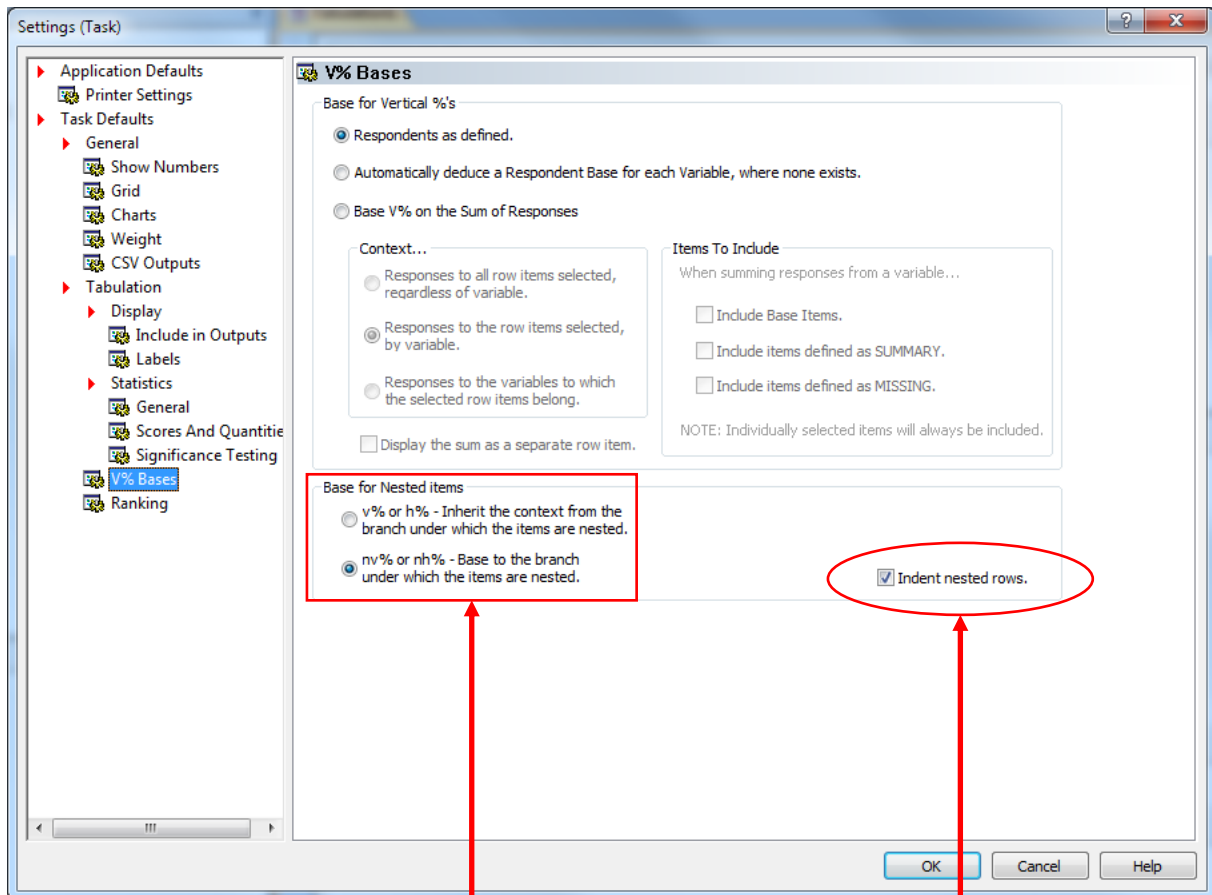 Settings (Task)
Application Defaults
Printer Settings
Task Defaults
General
Show Numbers
Grid
Charts
Weight
CSV Outputs
Tabulation
Display
Include in Outputs
Labels
Statistics
General
Scores And Quantitie
Significance Testing
V% Bases
Ranking
V% Bases
Base for Vertical %'s
Respondents as defined.
Automatically deduce a Respondent Base for each Variable, where none exists.
Base V% on the Sum of Responses
Context...
Responses to all row items selected,
regardless of variable.
Responses to the row items selected,
by variable.
Responses to the variables to which
the selected row items belong.
Display the sum as a separate row item.
Items To Include
When summing responses from a variable...
Include Base Items.
Include items defined as SUMMARY.
Include items defined as MISSING.
NOTE: Individually selected items will always be included.
Base for Nested items
v% or h% - Inherit the context from the
branch under which the items are nested.
nv% or nh% - Base to the branch
under which the items are nested.
Indent nested rows.
OK
Cancel
Help